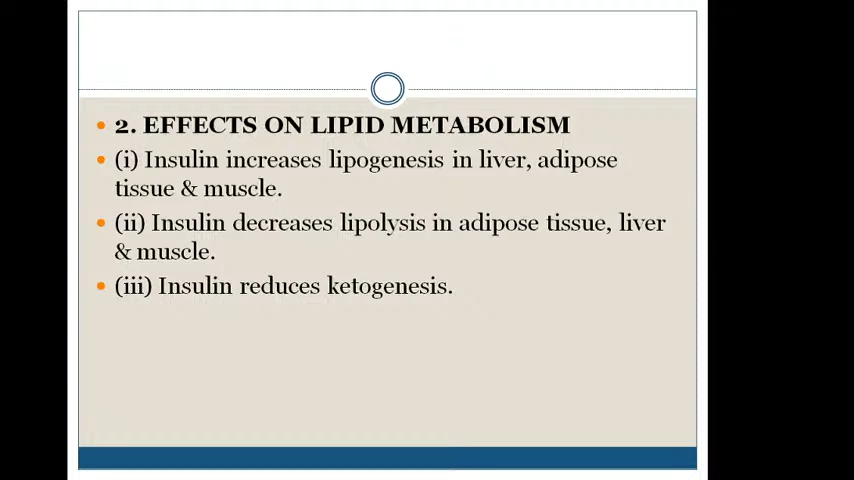 2. EFFECTS ON LIPID METABOLISM
(i) Insulin increases lipogenesis in liver, adipose
tissue & muscle.
(ii) Insulin decreases lipolysis in adipose tissue, liver
& muscle.
(iii) Insulin reduces ketogenesis.